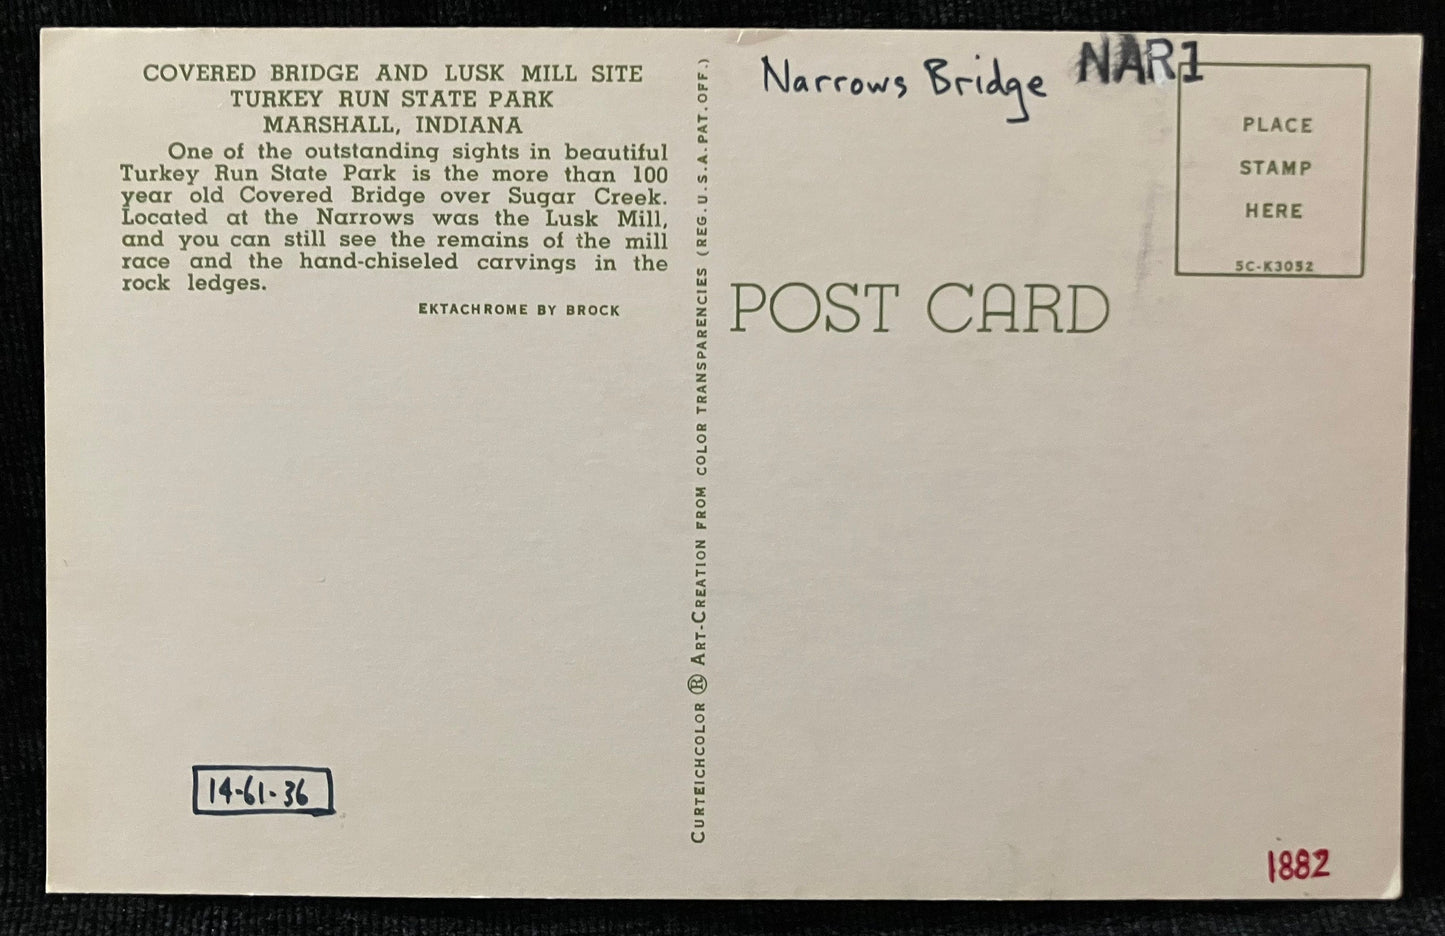 COVERED BRIDGE AND LUSK MILL SITE
TURKEY RUN STATE PARK
MARSHALL, INDIANA
One of the outstanding sights in beautiful
Turkey Run State Park is the more than 100
year old Covered Bridge over Sugar Creek.
Located at the Narrows was the Lusk Mill,
and you can still see the remains of the mill
race and the hand-chiseled carvings in the
rock ledges.
EKTACHROME BY BROCK
14-61-36
CURTEICHCOLOR ® ART-CREATION FROM COLOR TRANSPARENCIES (REG. U.S.A. PAT. OFF.)
Narrows Bridge NAR1
PLACE
STAMP
HERE
5C-K3052
POST CARD
1882